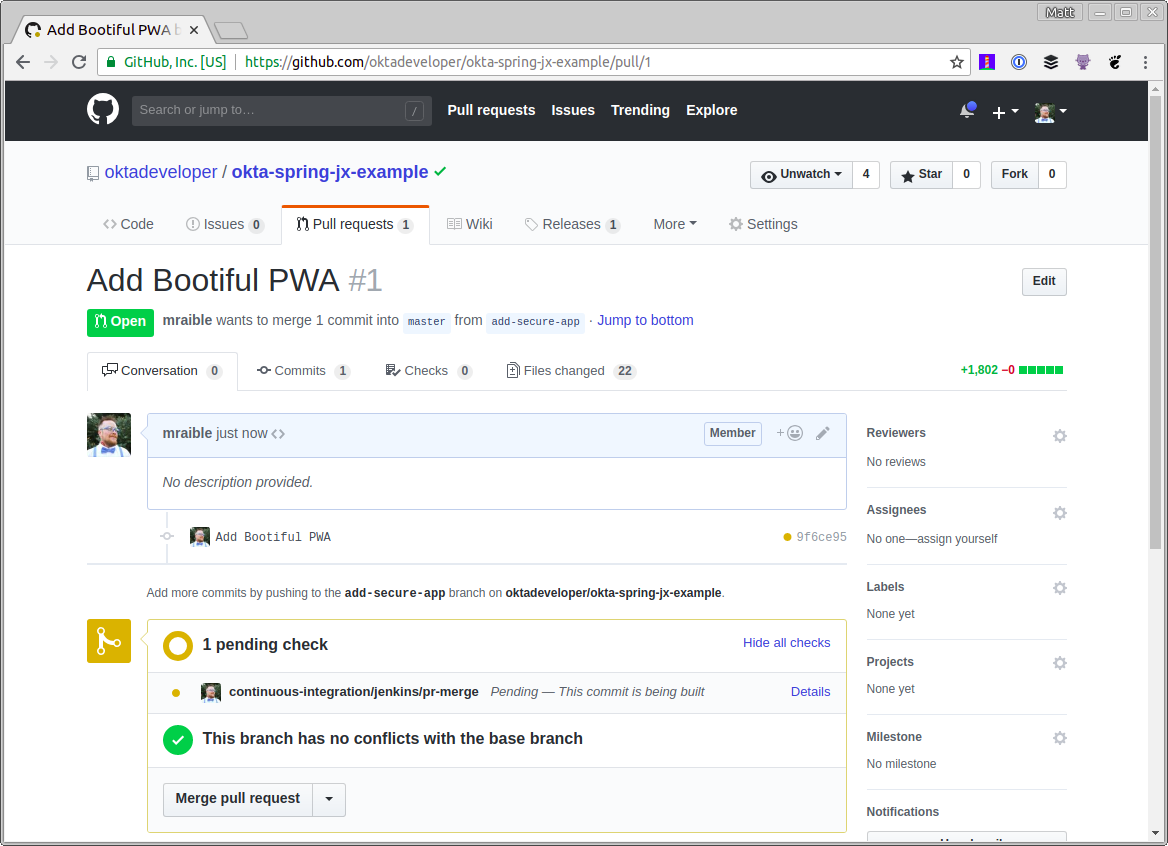 Matt
Add Bootiful PWA
GitHub, Inc. [US] https://github.com/oktadeveloper/okta-spring-jx-example/pull/1
Search or jump to… / Pull requests Issues Trending Explore
oktadeveloper / okta-spring-jx-example
Unwatch 4 Star 0 Fork 0
Code Issues 0 Pull requests 1 Wiki Releases 1 More Settings
Add Bootiful PWA #1
Edit
Open mraible wants to merge 1 commit into master from add-secure-app · Jump to bottom
Conversation 0 Commits 1 Checks 0 Files changed 22 +1,802 −0
mraible just now Member
No description provided.
Add Bootiful PWA 9f6ce95
Add more commits by pushing to the add-secure-app branch on oktadeveloper/okta-spring-jx-example.
1 pending check Hide all checks
continuous-integration/jenkins/pr-merge Pending — This commit is being built Details
This branch has no conflicts with the base branch
Merge pull request
Reviewers
No reviews
Assignees
No one—assign yourself
Labels
None yet
Projects
None yet
Milestone
No milestone
Notifications